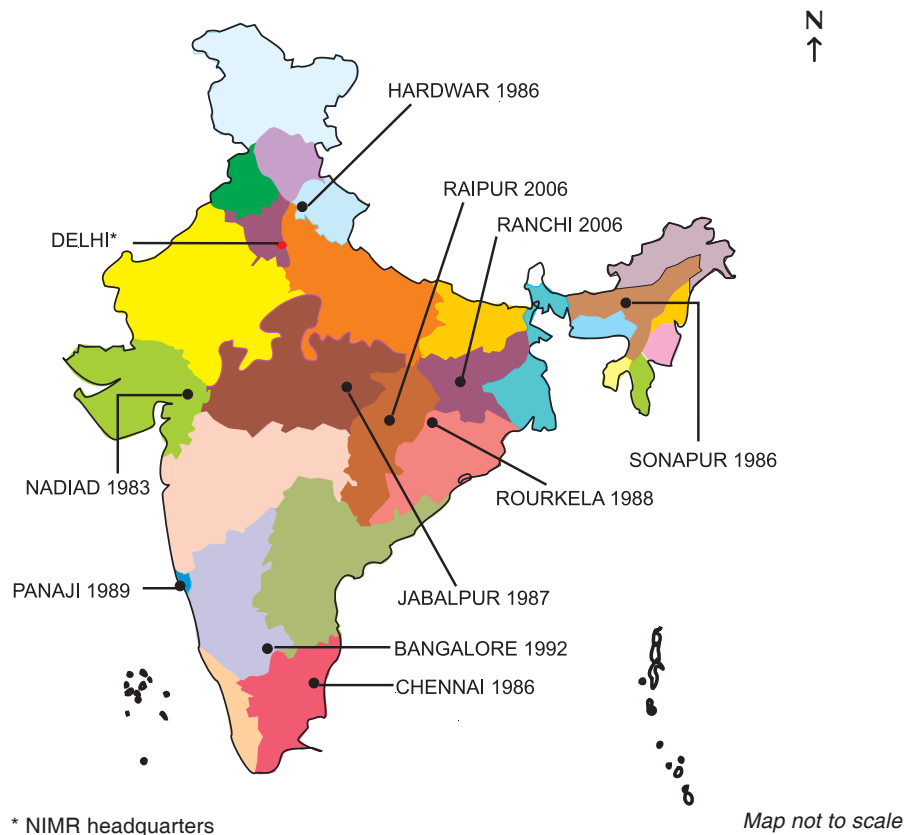 N
HARDWAR 1986
RAIPUR 2006
RANCHI 2006
DELHI*
SONAPUR 1986
NADIAD 1983
ROURKELA 1988
PANAJI 1989
JABALPUR 1987
BANGALORE 1992
CHENNAI 1986
* NIMR headquarters
Map not to scale